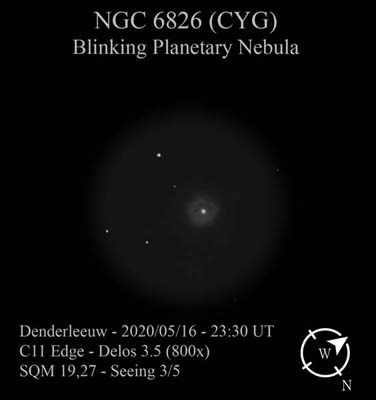 NGC 6826 (CYG)
Blinking Planetary Nebula
Denderleeuw - 2020/05/16 - 23:30 UT
C11 Edge - Delos 3.5 (800x)
SQM 19,27 - Seeing 3/5
W
N